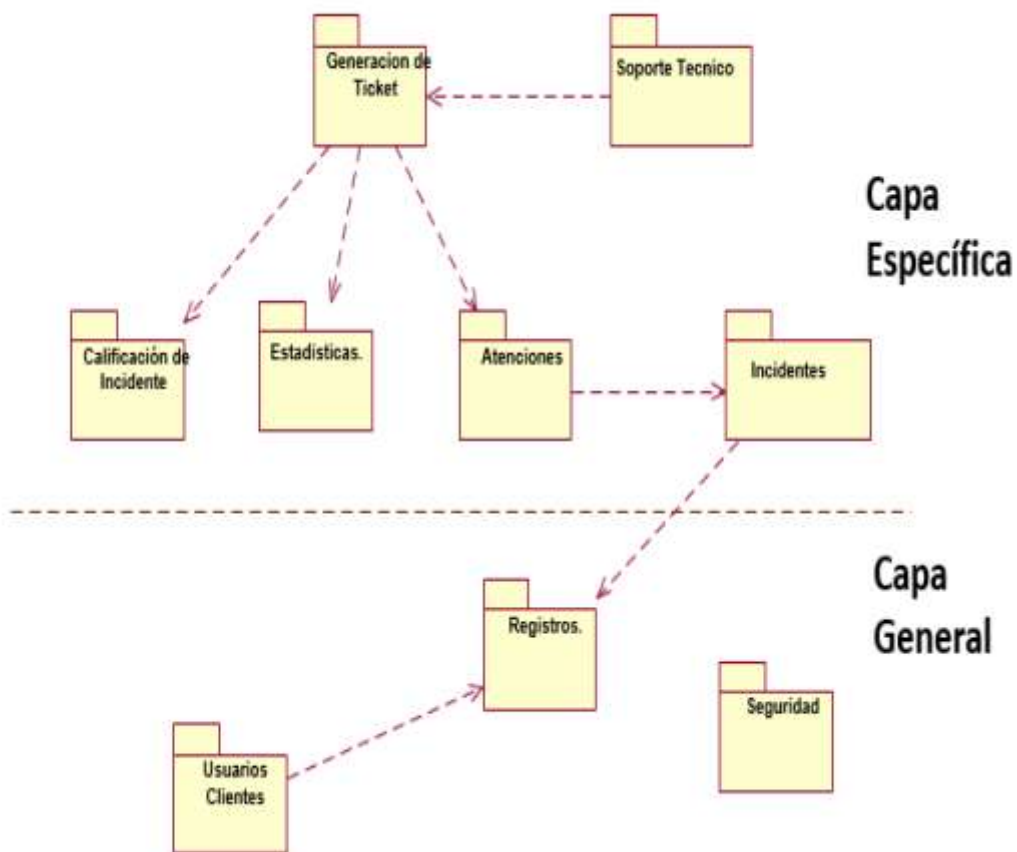 Generacion de
Ticket
Soporte Tecnico
Capa
Específica
Calificación de
Incidente
Estadísticas.
Atenciones
Incidentes
Capa
General
Registros.
Seguridad
Usuarios
Clientes